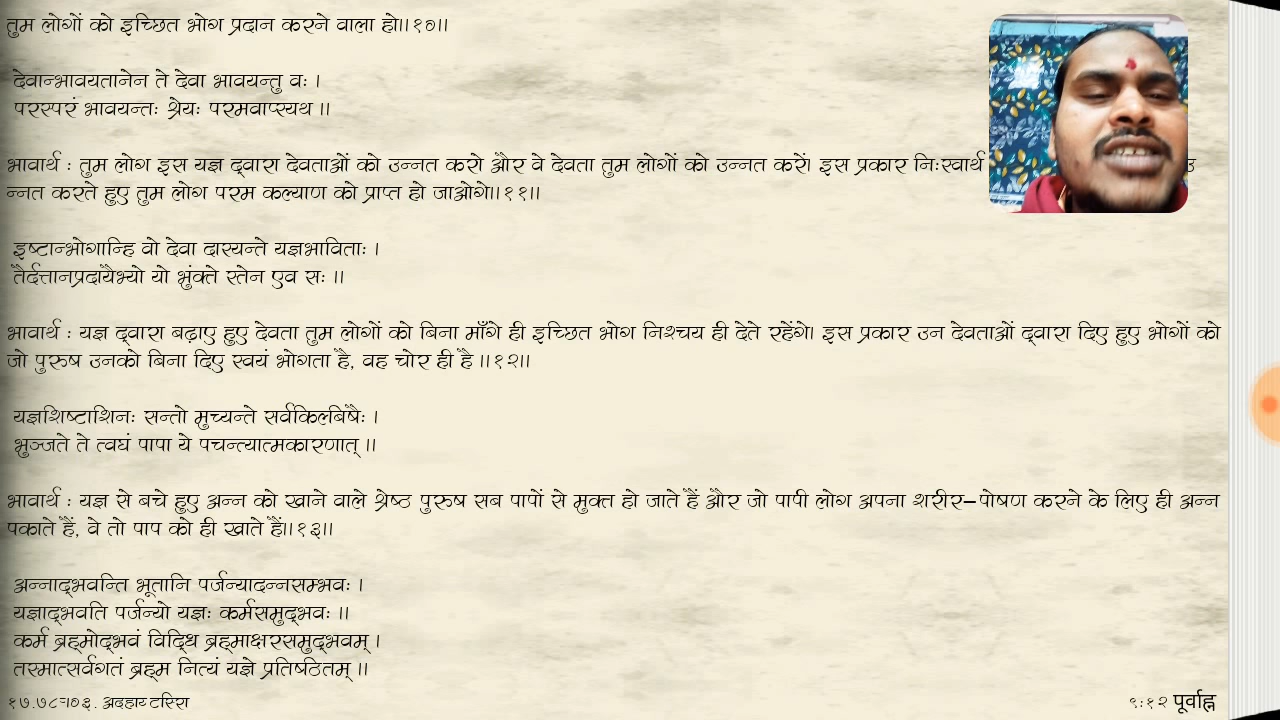 तुम लोगों को इच्छित भोग प्रदान करने वाला हो॥१०॥
देवान्भावयतानेन ते देवा भावयन्तु वः ।
परस्परं भावयन्तः श्रेयः परमवाप्स्यथ ॥
भावार्थ : तुम लोग इस यज्ञ द्वारा देवताओं को उन्नत करो और वे देवता तुम लोगों को उन्नत करें। इस प्रकार निःस्वार्थ उ
न्नत करते हुए तुम लोग परम कल्याण को प्राप्त हो जाओगे॥११॥
इष्टान्भोगान्हि वो देवा दास्यन्ते यज्ञभाविताः ।
तैर्दत्तानप्रदायैभ्यो यो भुंक्ते स्तेन एव सः ॥
भावार्थ : यज्ञ द्वारा बढ़ाए हुए देवता तुम लोगों को बिना माँगे ही इच्छित भोग निश्चय ही देते रहेंगे। इस प्रकार उन देवताओं द्वारा दिए हुए भोगों को
जो पुरुष उनको बिना दिए स्वयं भोगता है, वह चोर ही है ॥१२॥
यज्ञशिष्टाशिनः सन्तो मुच्यन्ते सर्वकिल्बिषैः ।
भुञ्जते ते त्वघं पापा ये पचन्त्यात्मकारणात् ॥
भावार्थ : यज्ञ से बचे हुए अन्न को खाने वाले श्रेष्ठ पुरुष सब पापों से मुक्त हो जाते हैं और जो पापी लोग अपना शरीर-पोषण करने के लिए ही अन्न
पकाते हैं, वे तो पाप को ही खाते हैं॥१३॥
अन्नाद्भवन्ति भूतानि पर्जन्यादन्नसम्भवः ।
यज्ञाद्भवति पर्जन्यो यज्ञः कर्मसमुद्भवः ॥
कर्म ब्रह्मोद्भवं विद्धि ब्रह्माक्षरसमुद्भवम् ।
तस्मात्सर्वगतं ब्रह्म नित्यं यज्ञे प्रतिष्ठितम् ॥
९:१२ पूर्वाह्न